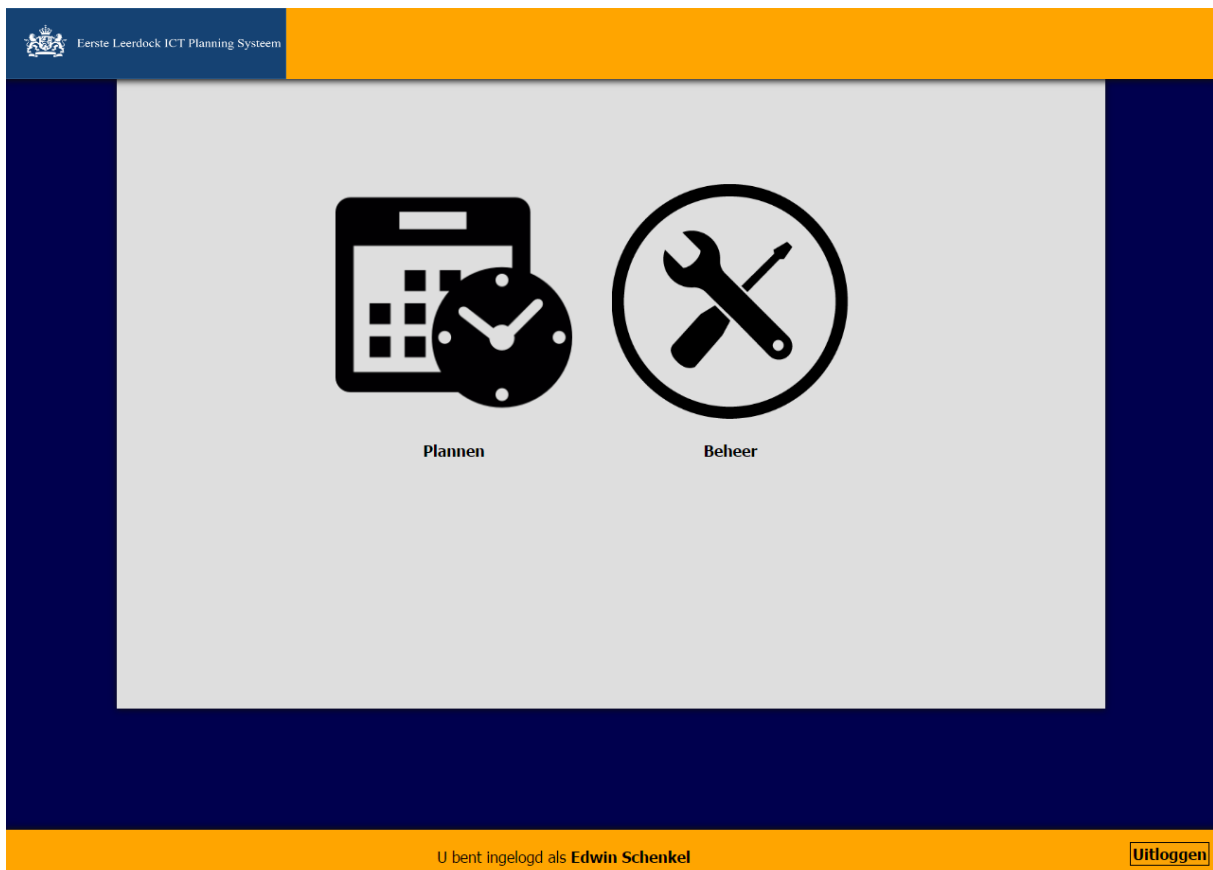 Eerste Leerdock ICT Planning Systeem
Plannen Beheer
U bent ingelogd als Edwin Schenkel
Uitloggen